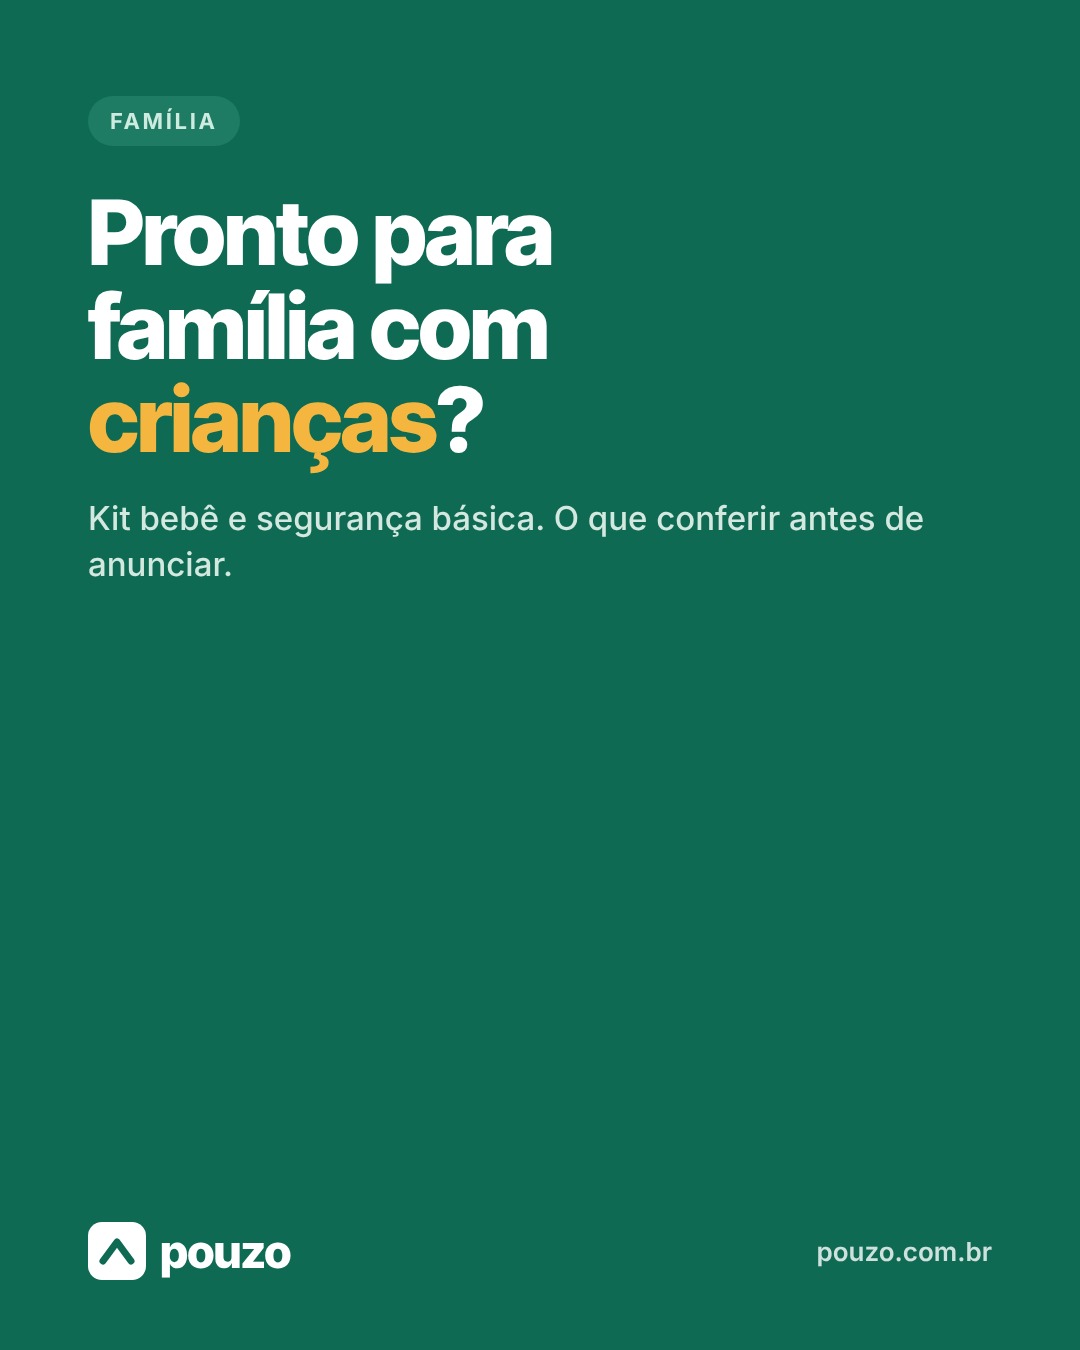 FAMÍLIA
Pronto para
família com
crianças?
Kit bebê e segurança básica. O que conferir antes de
anunciar.
pouzo
pouzo.com.br